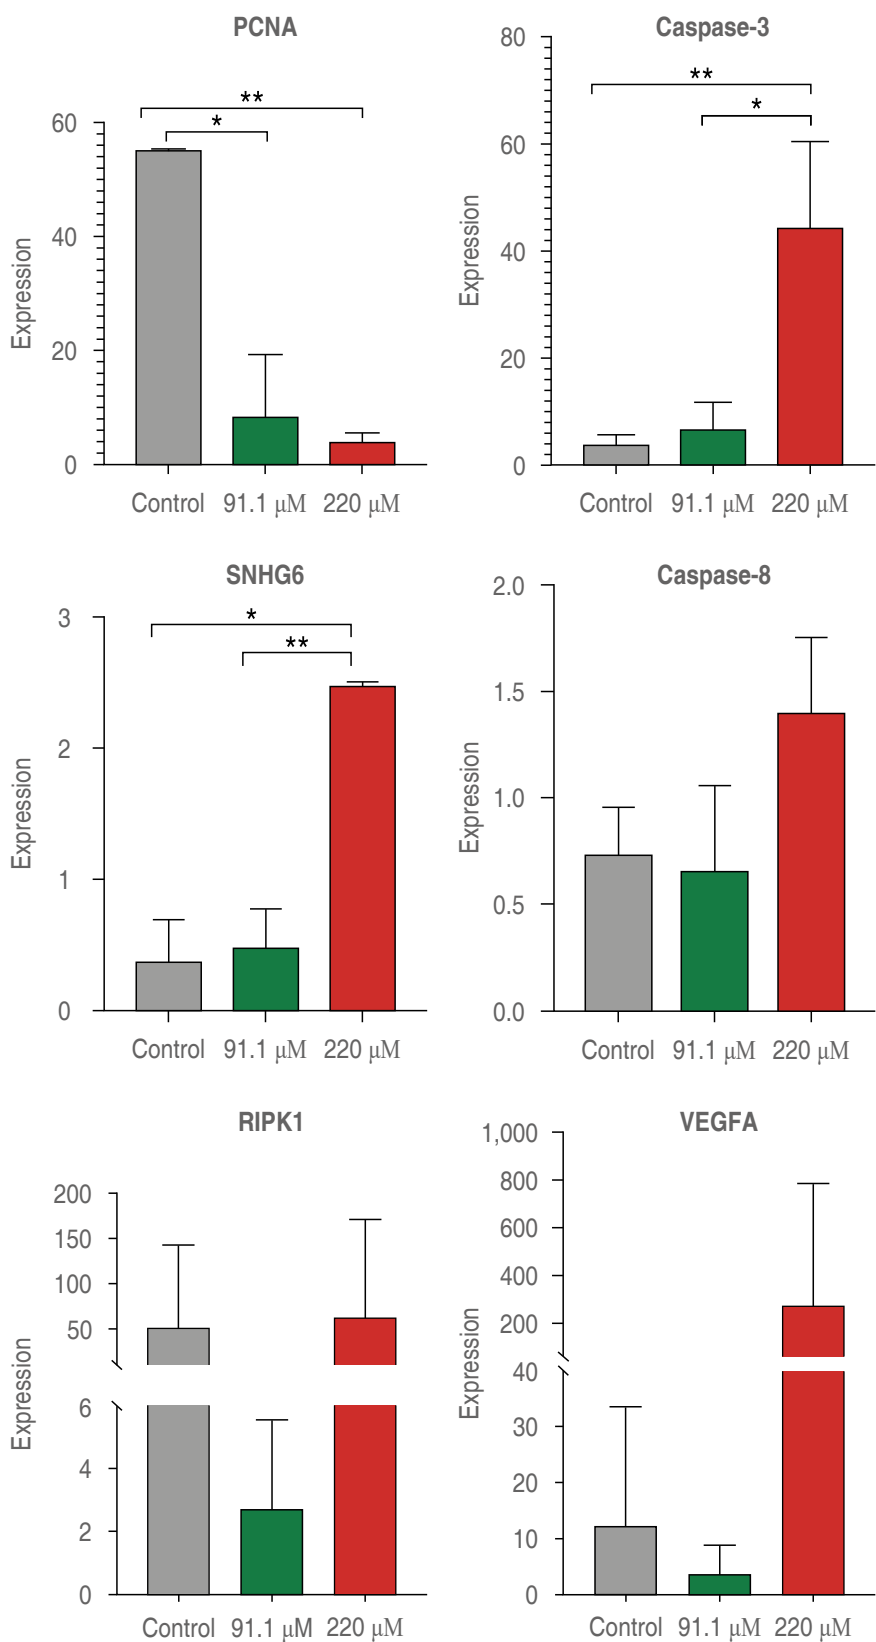 PCNA
**
*
60
40
20
0
Expression
Control 91.1 μM 220 μM
Caspase-3
**
*
80
60
40
20
0
Expression
Control 91.1 μM 220 μM
SNHG6
*
**
3
2
1
0
Expression
Control 91.1 μM 220 μM
Caspase-8
2.0
1.5
1.0
0.5
0.0
Expression
Control 91.1 μM 220 μM
RIPK1
200
150
100
50
6
4
2
0
Expression
Control 91.1 μM 220 μM
VEGFA
1,000
800
600
400
200
40
30
20
10
0
Expression
Control 91.1 μM 220 μM